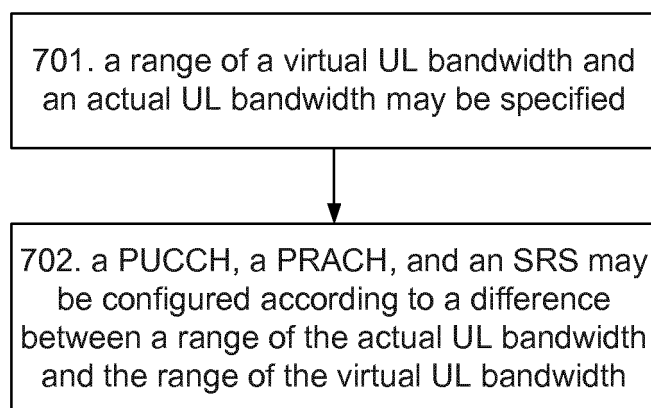 701. a range of a virtual UL bandwidth and
an actual UL bandwidth may be specified
702. a PUCCH, a PRACH, and an SRS may
be configured according to a difference
between a range of the actual UL bandwidth
and the range of the virtual UL bandwidth